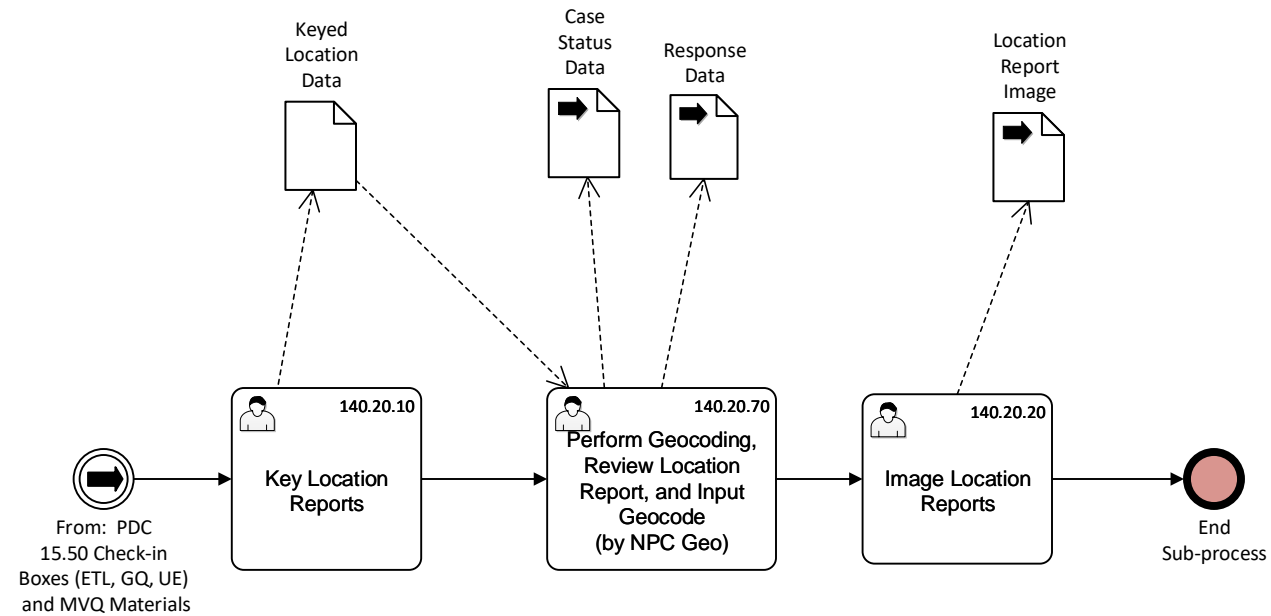 Keyed
Location
Data
Case
Status
Data
Response
Data
Location
Report
Image
140.20.10
Key Location
Reports
140.20.70
Perform Geocoding,
Review Location
Report, and Input
Geocode
(by NPC Geo)
140.20.20
Image Location
Reports
From:  PDC
15.50 Check-in
Boxes (ETL, GQ, UE)
and MVQ Materials
End
Sub-process